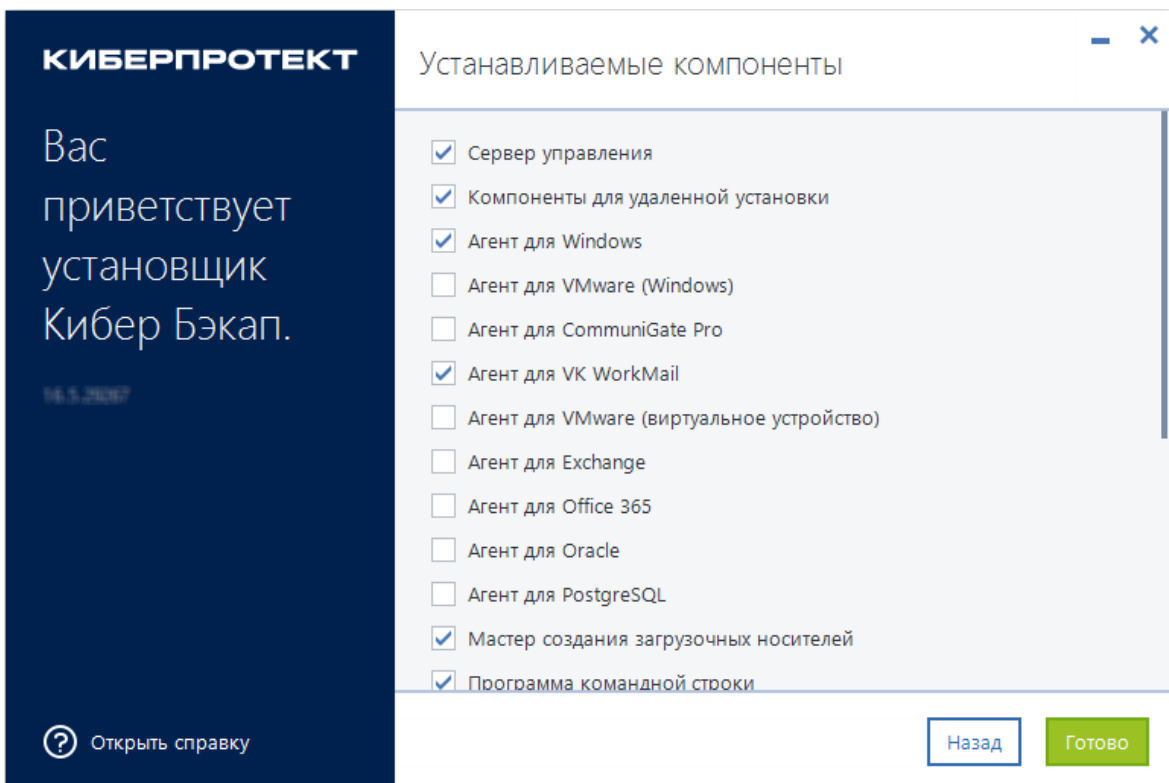 КИБЕРПРОТЕКТ
Вас
приветствует
установщик
Кибер Бэкап.
Открыть справку
Устанавливаемые компоненты
Сервер управления
Компоненты для удаленной установки
Агент для Windows
Агент для VMware (Windows)
Агент для CommuniGate Pro
Агент для VK WorkMail
Агент для VMware (виртуальное устройство)
Агент для Exchange
Агент для Office 365
Агент для Oracle
Агент для PostgreSQL
Мастер создания загрузочных носителей
Программа командной строки
Назад
Готово